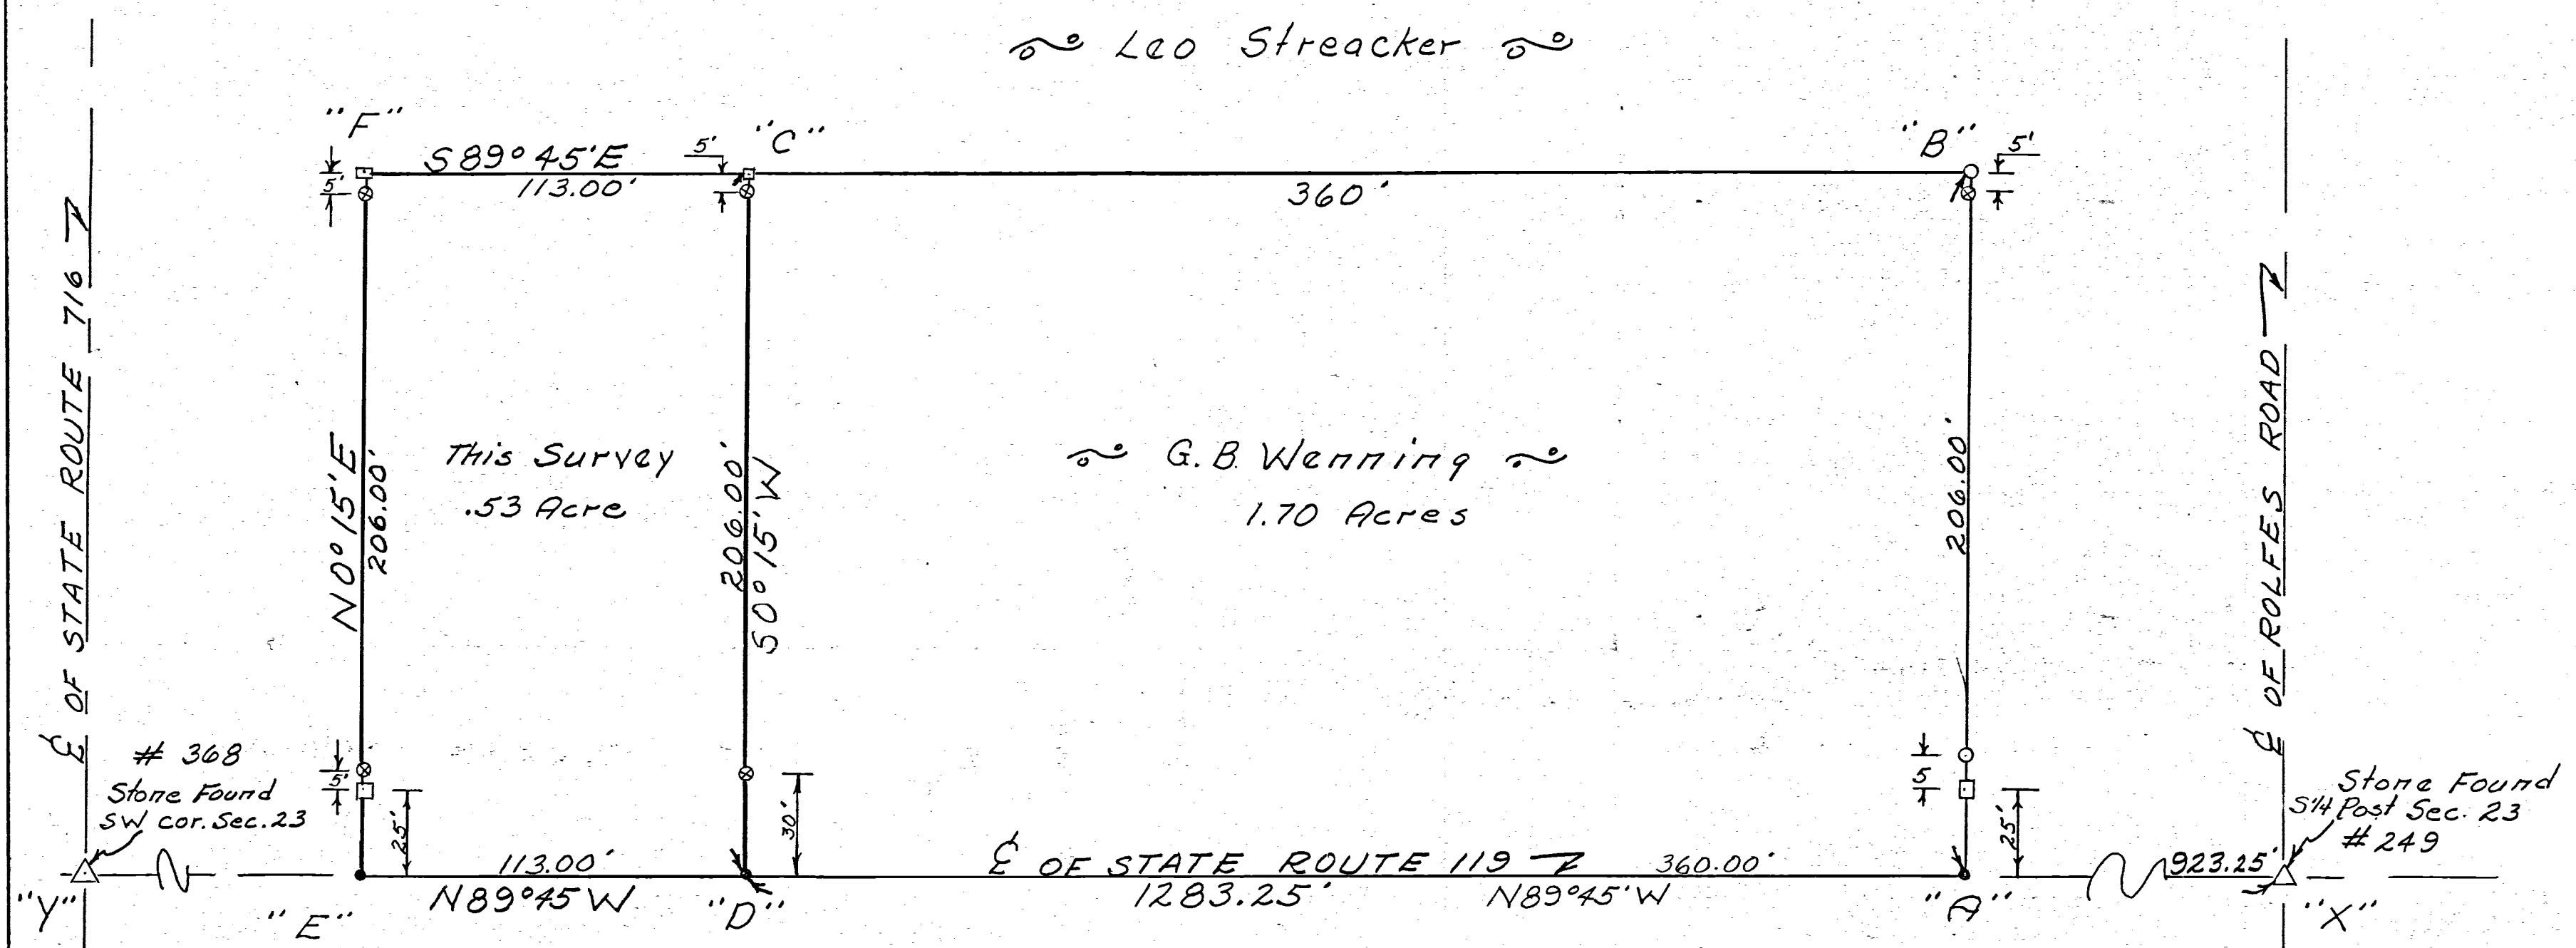 Leo Streacker
"F"
"C"
"B"
S89°45'E
113.00'
5'
5'
5'
360'
℄ OF STATE ROUTE 716
N0°15'E
206.00'
This Survey
.53 Acre
206.00'
S0°15'W
G.B. Wenning
1.70 Acres
206.00'
℄ OF ROLFES ROAD
# 368
Stone Found
SW cor. Sec. 23
5'
25'
30'
5
25'
Stone Found
S1/4 Post Sec. 23
# 249
113.00'
N89°45'W
℄ OF STATE ROUTE 119
360.00'
1283.25'
N89°45'W
923.25'
"Y"
"E"
"D"
"A"
"X"